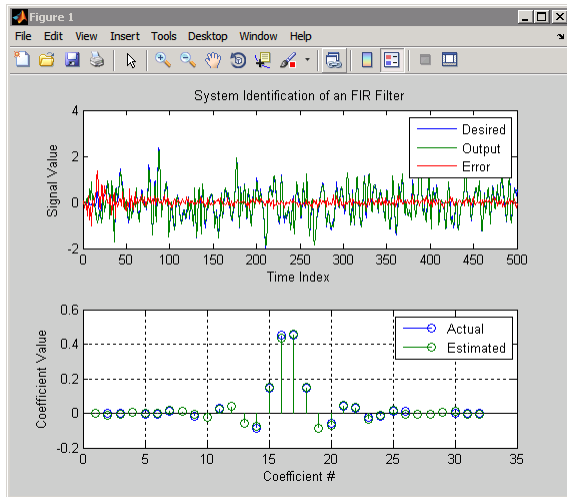 Figure 1
File Edit View Insert Tools Desktop Window Help
System Identification of an FIR Filter
Signal Value
4
2
0
-2
Desired
Output
Error
0 50 100 150 200 250 300 350 400 450 500
Time Index
Coefficient Value
0.6
0.4
0.2
0
-0.2
Actual
Estimated
0 5 10 15 20 25 30 35
Coefficient #